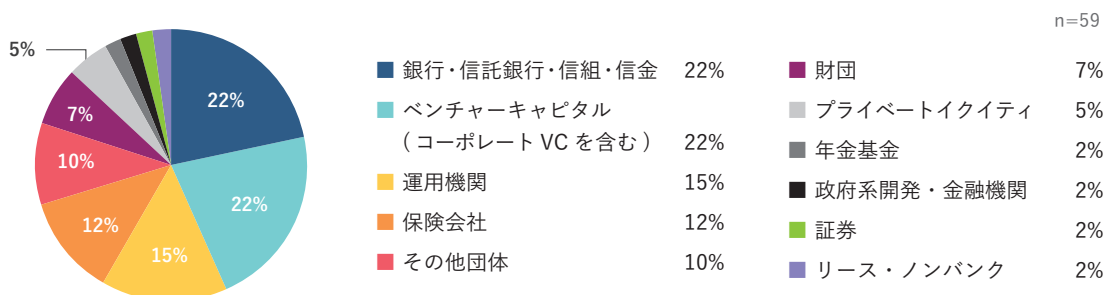 n=59
5%
22%
22%
15%
12%
10%
7%
銀行・信託銀行・信組・信金 22%
ベンチャーキャピタル
（コーポレート VC を含む） 22%
運用機関 15%
保険会社 12%
その他団体 10%
財団 7%
プライベートイクイティ 5%
年金基金 2%
政府系開発・金融機関 2%
証券 2%
リース・ノンバンク 2%